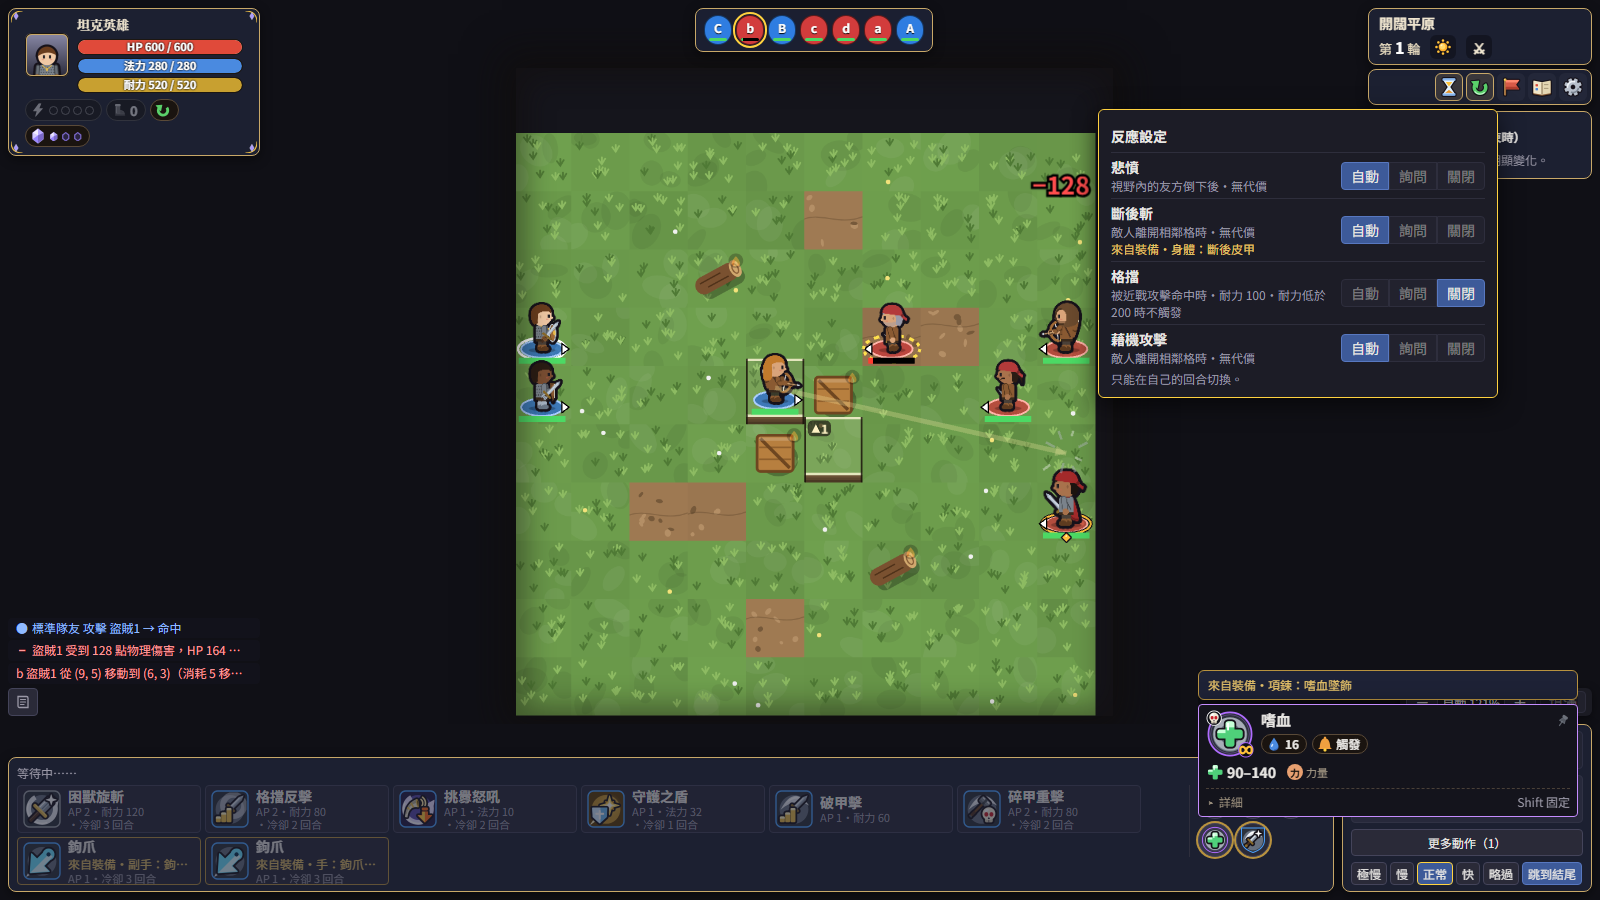 坦克英雄
HP 600 / 600
法力 280 / 280
耐力 520 / 520
0
C b B c d a A
開闊平原
第 1 輪
時)
顯變化。
反應設定
悲憤
視野內的友方倒下後・無代價
自動 詢問 關閉
斷後斬
敵人離開相鄰格時・無代價
來自裝備・身體：斷後皮甲
自動 詢問 關閉
格擋
被近戰攻擊命中時・耐力 100・耐力低於
200 時不觸發
自動 詢問 關閉
藉機攻擊
敵人離開相鄰格時・無代價
自動 詢問 關閉
只能在自己的回合切換。
−128
▲1
標準隊友 攻擊 盜賊1 → 命中
− 盜賊1 受到 128 點物理傷害，HP 164 ⋯
b 盜賊1 從 (9, 5) 移動到 (6, 3)（消耗 5 移⋯
等待中⋯⋯
困獸旋斬
AP 2・耐力 120
・冷卻 3 回合
格擋反擊
AP 2・耐力 80
・冷卻 2 回合
挑釁怒吼
AP 1・法力 10
・冷卻 2 回合
守護之盾
AP 1・法力 32
・冷卻 1 回合
破甲擊
AP 1・耐力 60
碎甲重擊
AP 2・耐力 80
・冷卻 2 回合
鉤爪
來自裝備・副手：鉤⋯
AP 1・冷卻 3 回合
鉤爪
來自裝備・手：鉤爪⋯
AP 1・冷卻 3 回合
來自裝備・項鍊：嗜血墜飾
嗜血
16 觸發
90–140 力 力量
▸ 詳細 Shift 固定
更多動作（1）
極慢 慢 正常 快 略過 跳到結尾